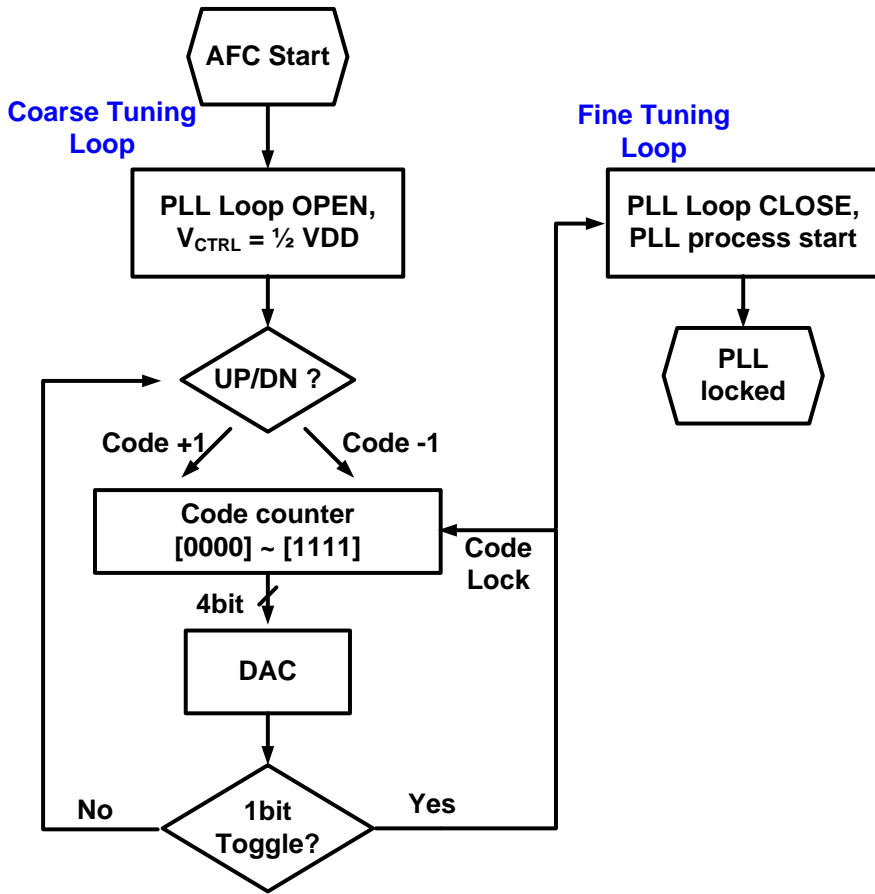 AFC Start
Coarse Tuning
Loop
PLL Loop OPEN,
V_CTRL = ½ VDD
UP/DN ?
Code +1
Code -1
Code counter
[0000] ~ [1111]
Code
Lock
4bit
DAC
1bit
Toggle?
No
Yes
Fine Tuning
Loop
PLL Loop CLOSE,
PLL process start
PLL
locked